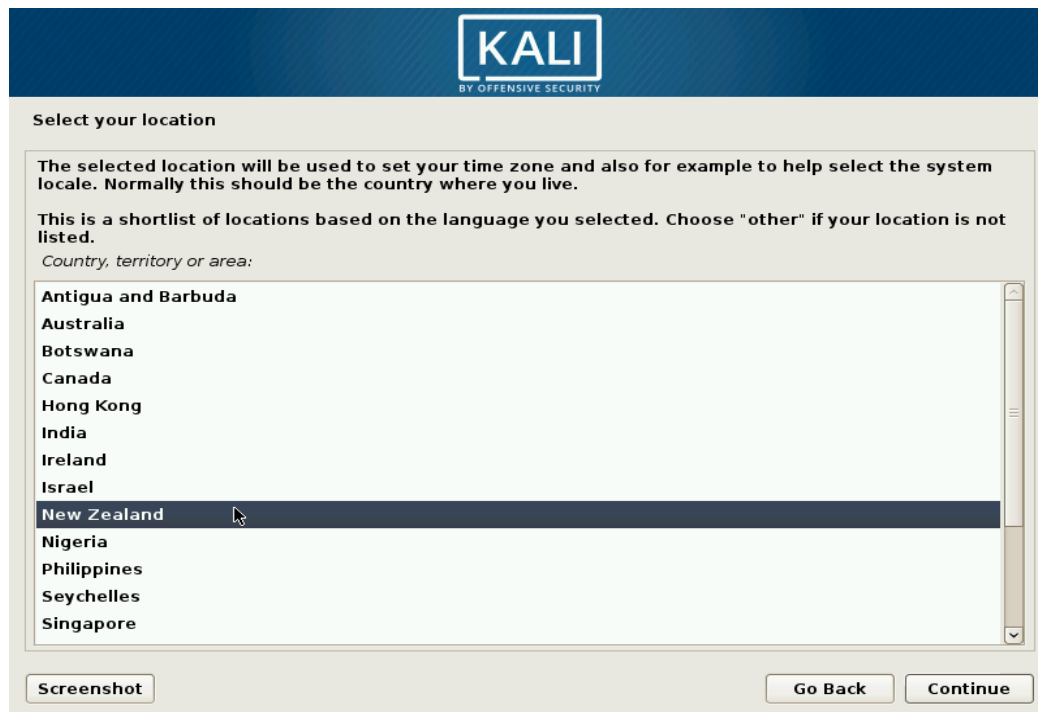 KALI
BY OFFENSIVE SECURITY
Select your location
The selected location will be used to set your time zone and also for example to help select the system
locale. Normally this should be the country where you live.
This is a shortlist of locations based on the language you selected. Choose "other" if your location is not
listed.
Country, territory or area:
Antigua and Barbuda
Australia
Botswana
Canada
Hong Kong
India
Ireland
Israel
New Zealand
Nigeria
Philippines
Seychelles
Singapore
Screenshot
Go Back
Continue